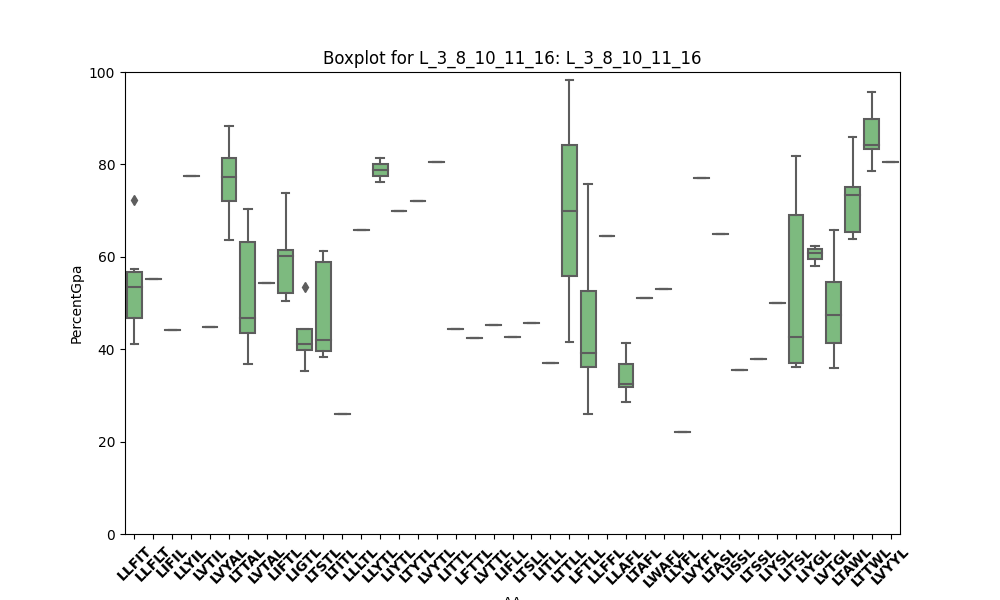 Boxplot for L_3_8_10_11_16: L_3_8_10_11_16
PercentGpa
100
80
60
40
20
0
LLFIT
LLFLT
LIFIL
LLYIL
LVTIL
LVYAL
LTTAL
LVTAL
LIFTL
LIGTL
LTSTL
LTITL
LLLTL
LLYTL
LIYTL
LTYTL
LVYTL
LITTL
LFTTL
LVTTL
LIFLL
LTSLL
LITLL
LTTLL
LFTLL
LLFFL
LLAFL
LTAFL
LWAFL
LLYFL
LVYFL
LTASL
LISSL
LTSSL
LIYSL
LITSL
LIYGL
LVTGL
LTAWL
LTTWL
LVYYL